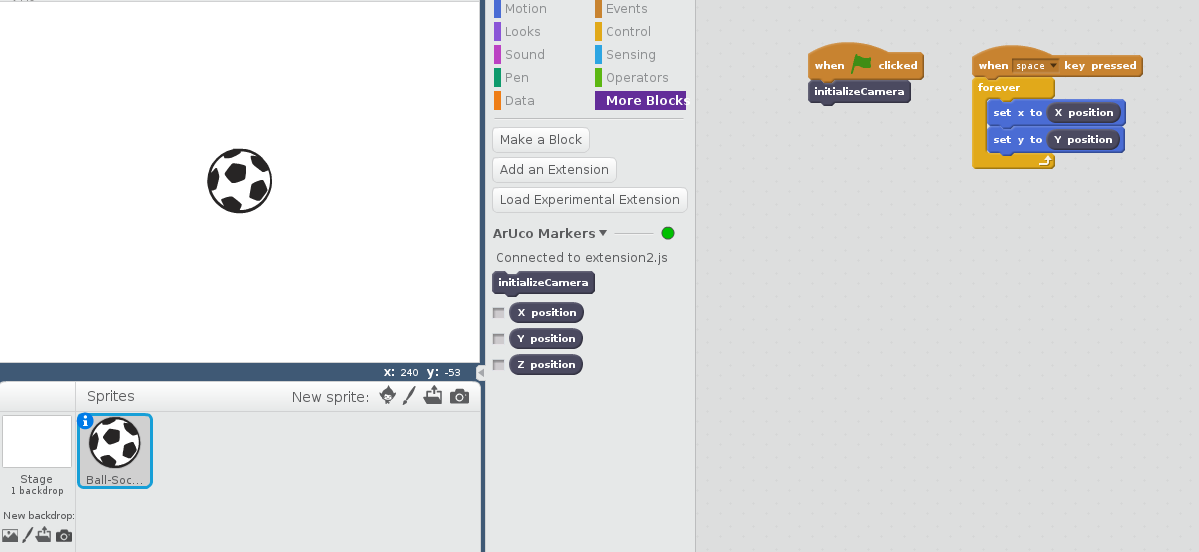 Motion
Events
Looks
Control
Sound
Sensing
Pen
Operators
Data
More Blocks
Make a Block
Add an Extension
Load Experimental Extension
ArUco Markers
Connected to extension2.js
initializeCamera
X position
Y position
Z position
when clicked
initializeCamera
when space key pressed
forever
set x to X position
set y to Y position
x: 240 y: -53
Sprites
New sprite:
Stage
1 backdrop
New backdrop:
Ball-Soc...